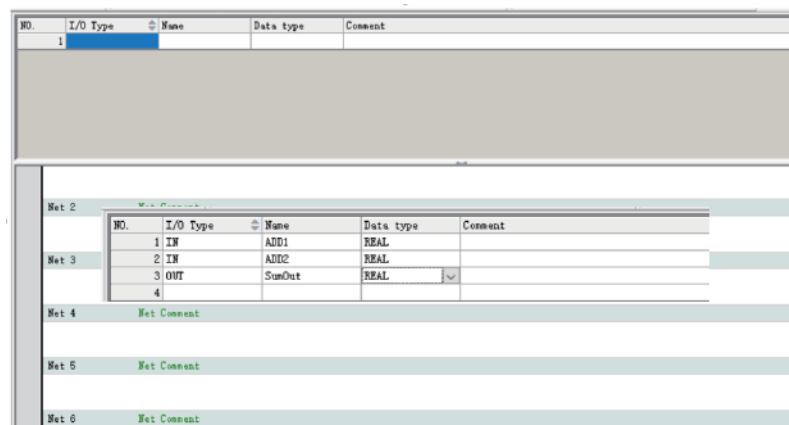 NO. I/O Type Name Data type Comment
1
Net 2
NO. I/O Type Name Data type Comment
1 IN ADD1 REAL
Net 3
2 IN ADD2 REAL
3 OUT SumOut REAL
4
Net 4 Net Comment
Net 5 Net Comment
Net 6 Net Comment